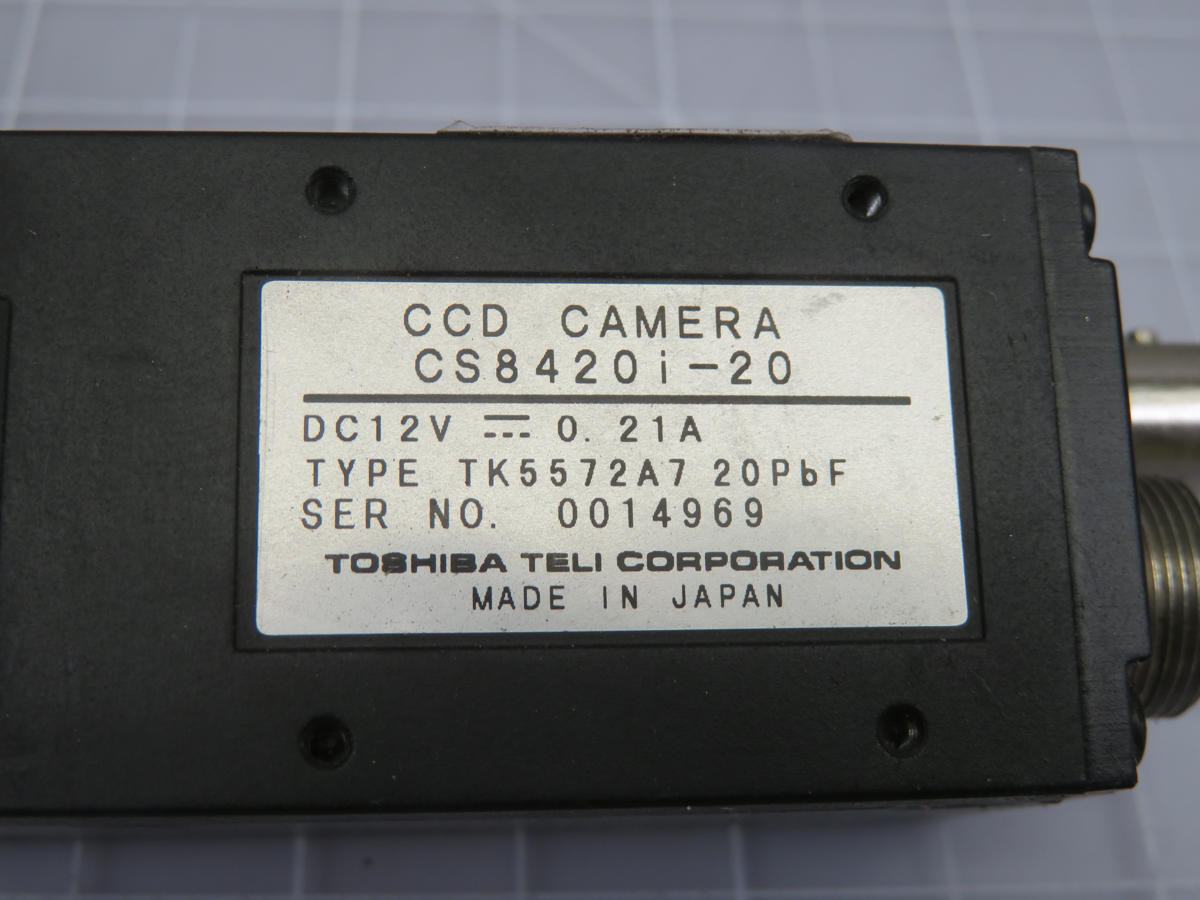 CCD CAMERA
CS8420i-20
DC12V ⎓ 0.21A
TYPE TK5572A7 20PbF
SER NO. 0014969
TOSHIBA TELI CORPORATION
MADE IN JAPAN